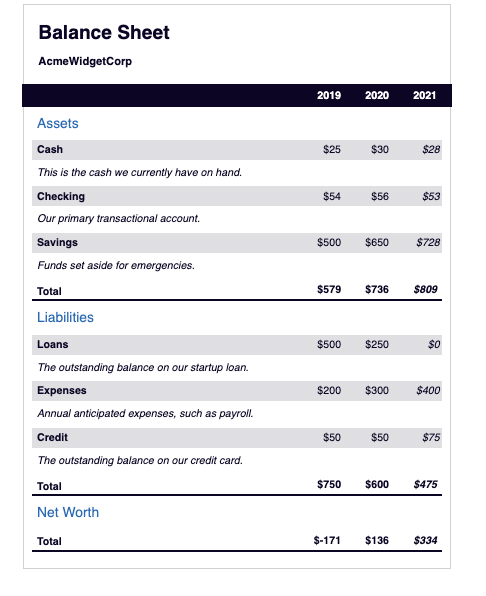 Balance Sheet
AcmeWidgetCorp
2019 2020 2021
Assets
Cash $25 $30 $28
This is the cash we currently have on hand.
Checking $54 $56 $53
Our primary transactional account.
Savings $500 $650 $728
Funds set aside for emergencies.
Total $579 $736 $809
Liabilities
Loans $500 $250 $0
The outstanding balance on our startup loan.
Expenses $200 $300 $400
Annual anticipated expenses, such as payroll.
Credit $50 $50 $75
The outstanding balance on our credit card.
Total $750 $600 $475
Net Worth
Total $-171 $136 $334